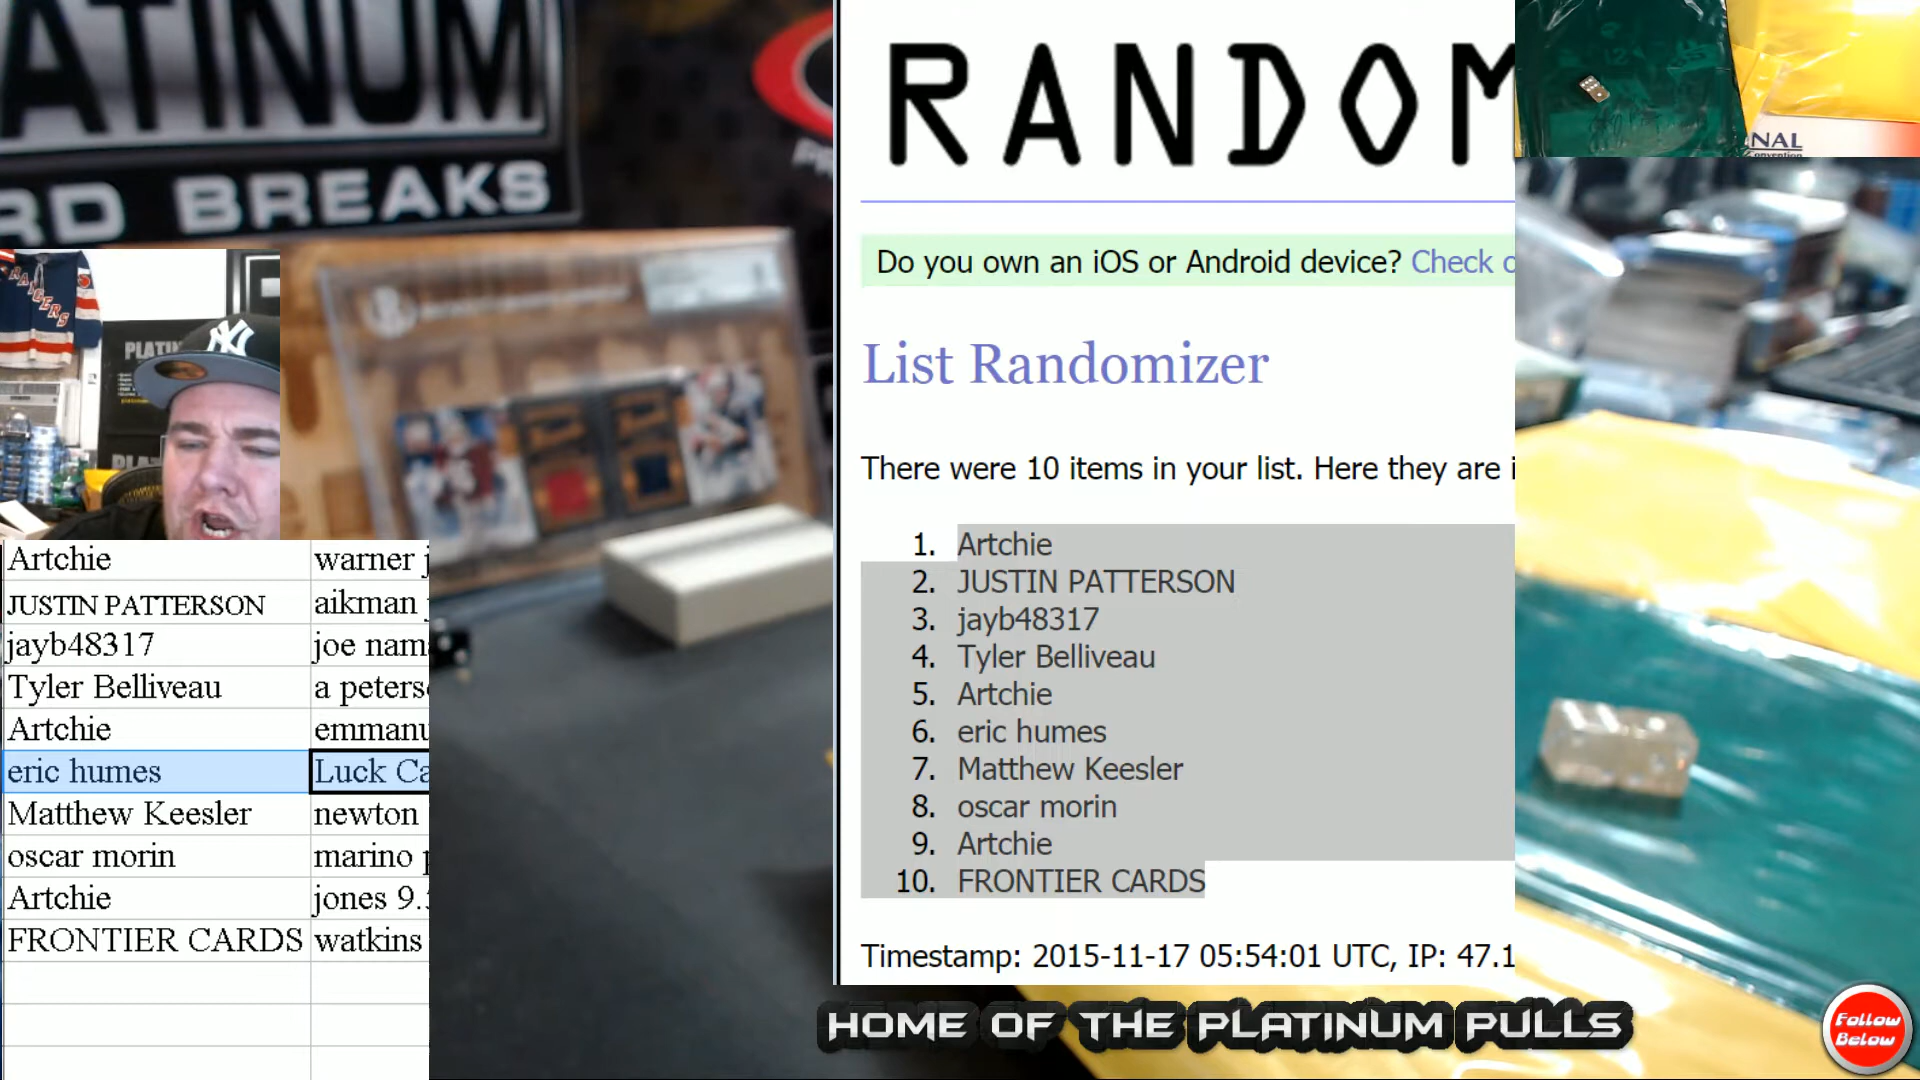 ATINUM
RD BREAKS
RANGERS
NY
PLATI
Artchie warner j
JUSTIN PATTERSON aikman
jayb48317 joe nam
Tyler Belliveau a peters
Artchie emmanu
eric humes Luck Ca
Matthew Keesler newton
oscar morin marino p
Artchie jones 9.
FRONTIER CARDS watkins
RANDOM
Do you own an iOS or Android device? Check o
List Randomizer
There were 10 items in your list. Here they are i
1. Artchie
2. JUSTIN PATTERSON
3. jayb48317
4. Tyler Belliveau
5. Artchie
6. eric humes
7. Matthew Keesler
8. oscar morin
9. Artchie
10. FRONTIER CARDS
Timestamp: 2015-11-17 05:54:01 UTC, IP: 47.1
NAL
Convention
HOME OF THE PLATINUM PULLS
Follow
Below